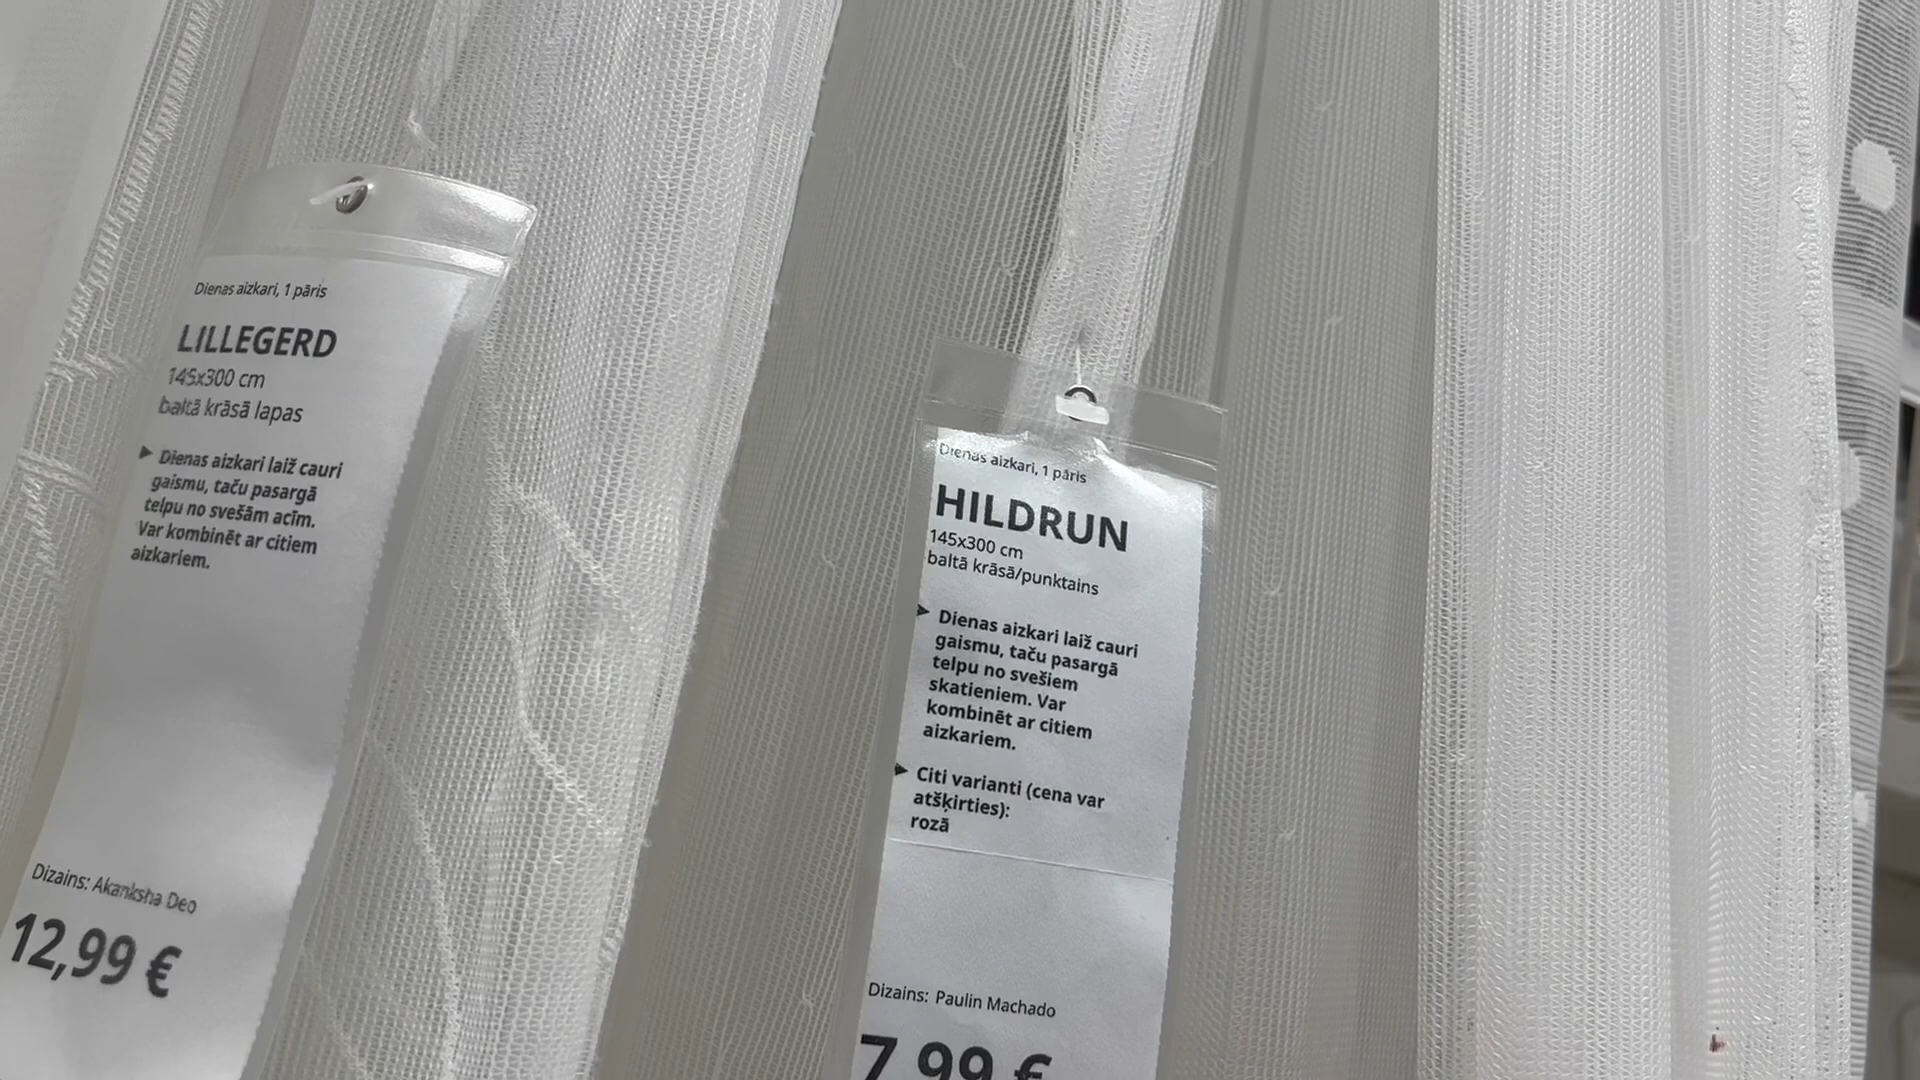 Dienas aizkari, 1 pāris
LILLEGERD
145x300 cm
baltā krāsā lapas
Dienas aizkari laiž cauri
gaismu, taču pasargā
telpu no svešām acīm.
Var kombinēt ar citiem
aizkariem.
Dizains: Akanksha Deo
12,99 €
Dienas aizkari, 1 pāris
HILDRUN
145x300 cm
baltā krāsā/punktains
Dienas aizkari laiž cauri
gaismu, taču pasargā
telpu no svešiem
skatieniem. Var
kombinēt ar citiem
aizkariem.
Citi varianti (cena var
atšķirties):
rozā
Dizains: Paulin Machado
7,99 €